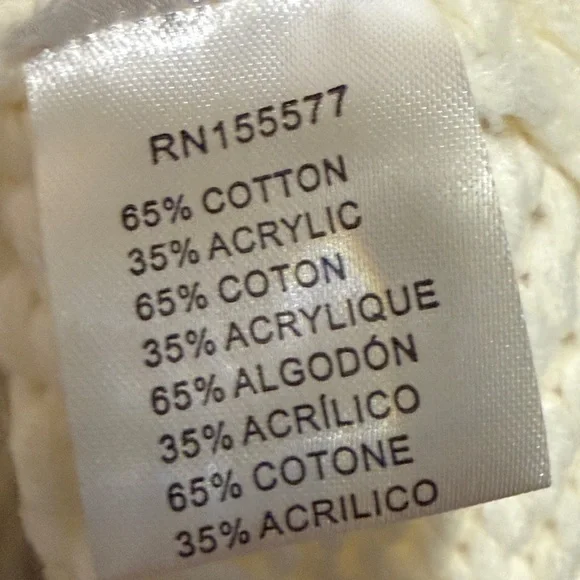 RN155577
65% COTTON
35% ACRYLIC
65% COTON
35% ACRYLIQUE
65% ALGODÓN
35% ACRÍLICO
65% COTONE
35% ACRILICO